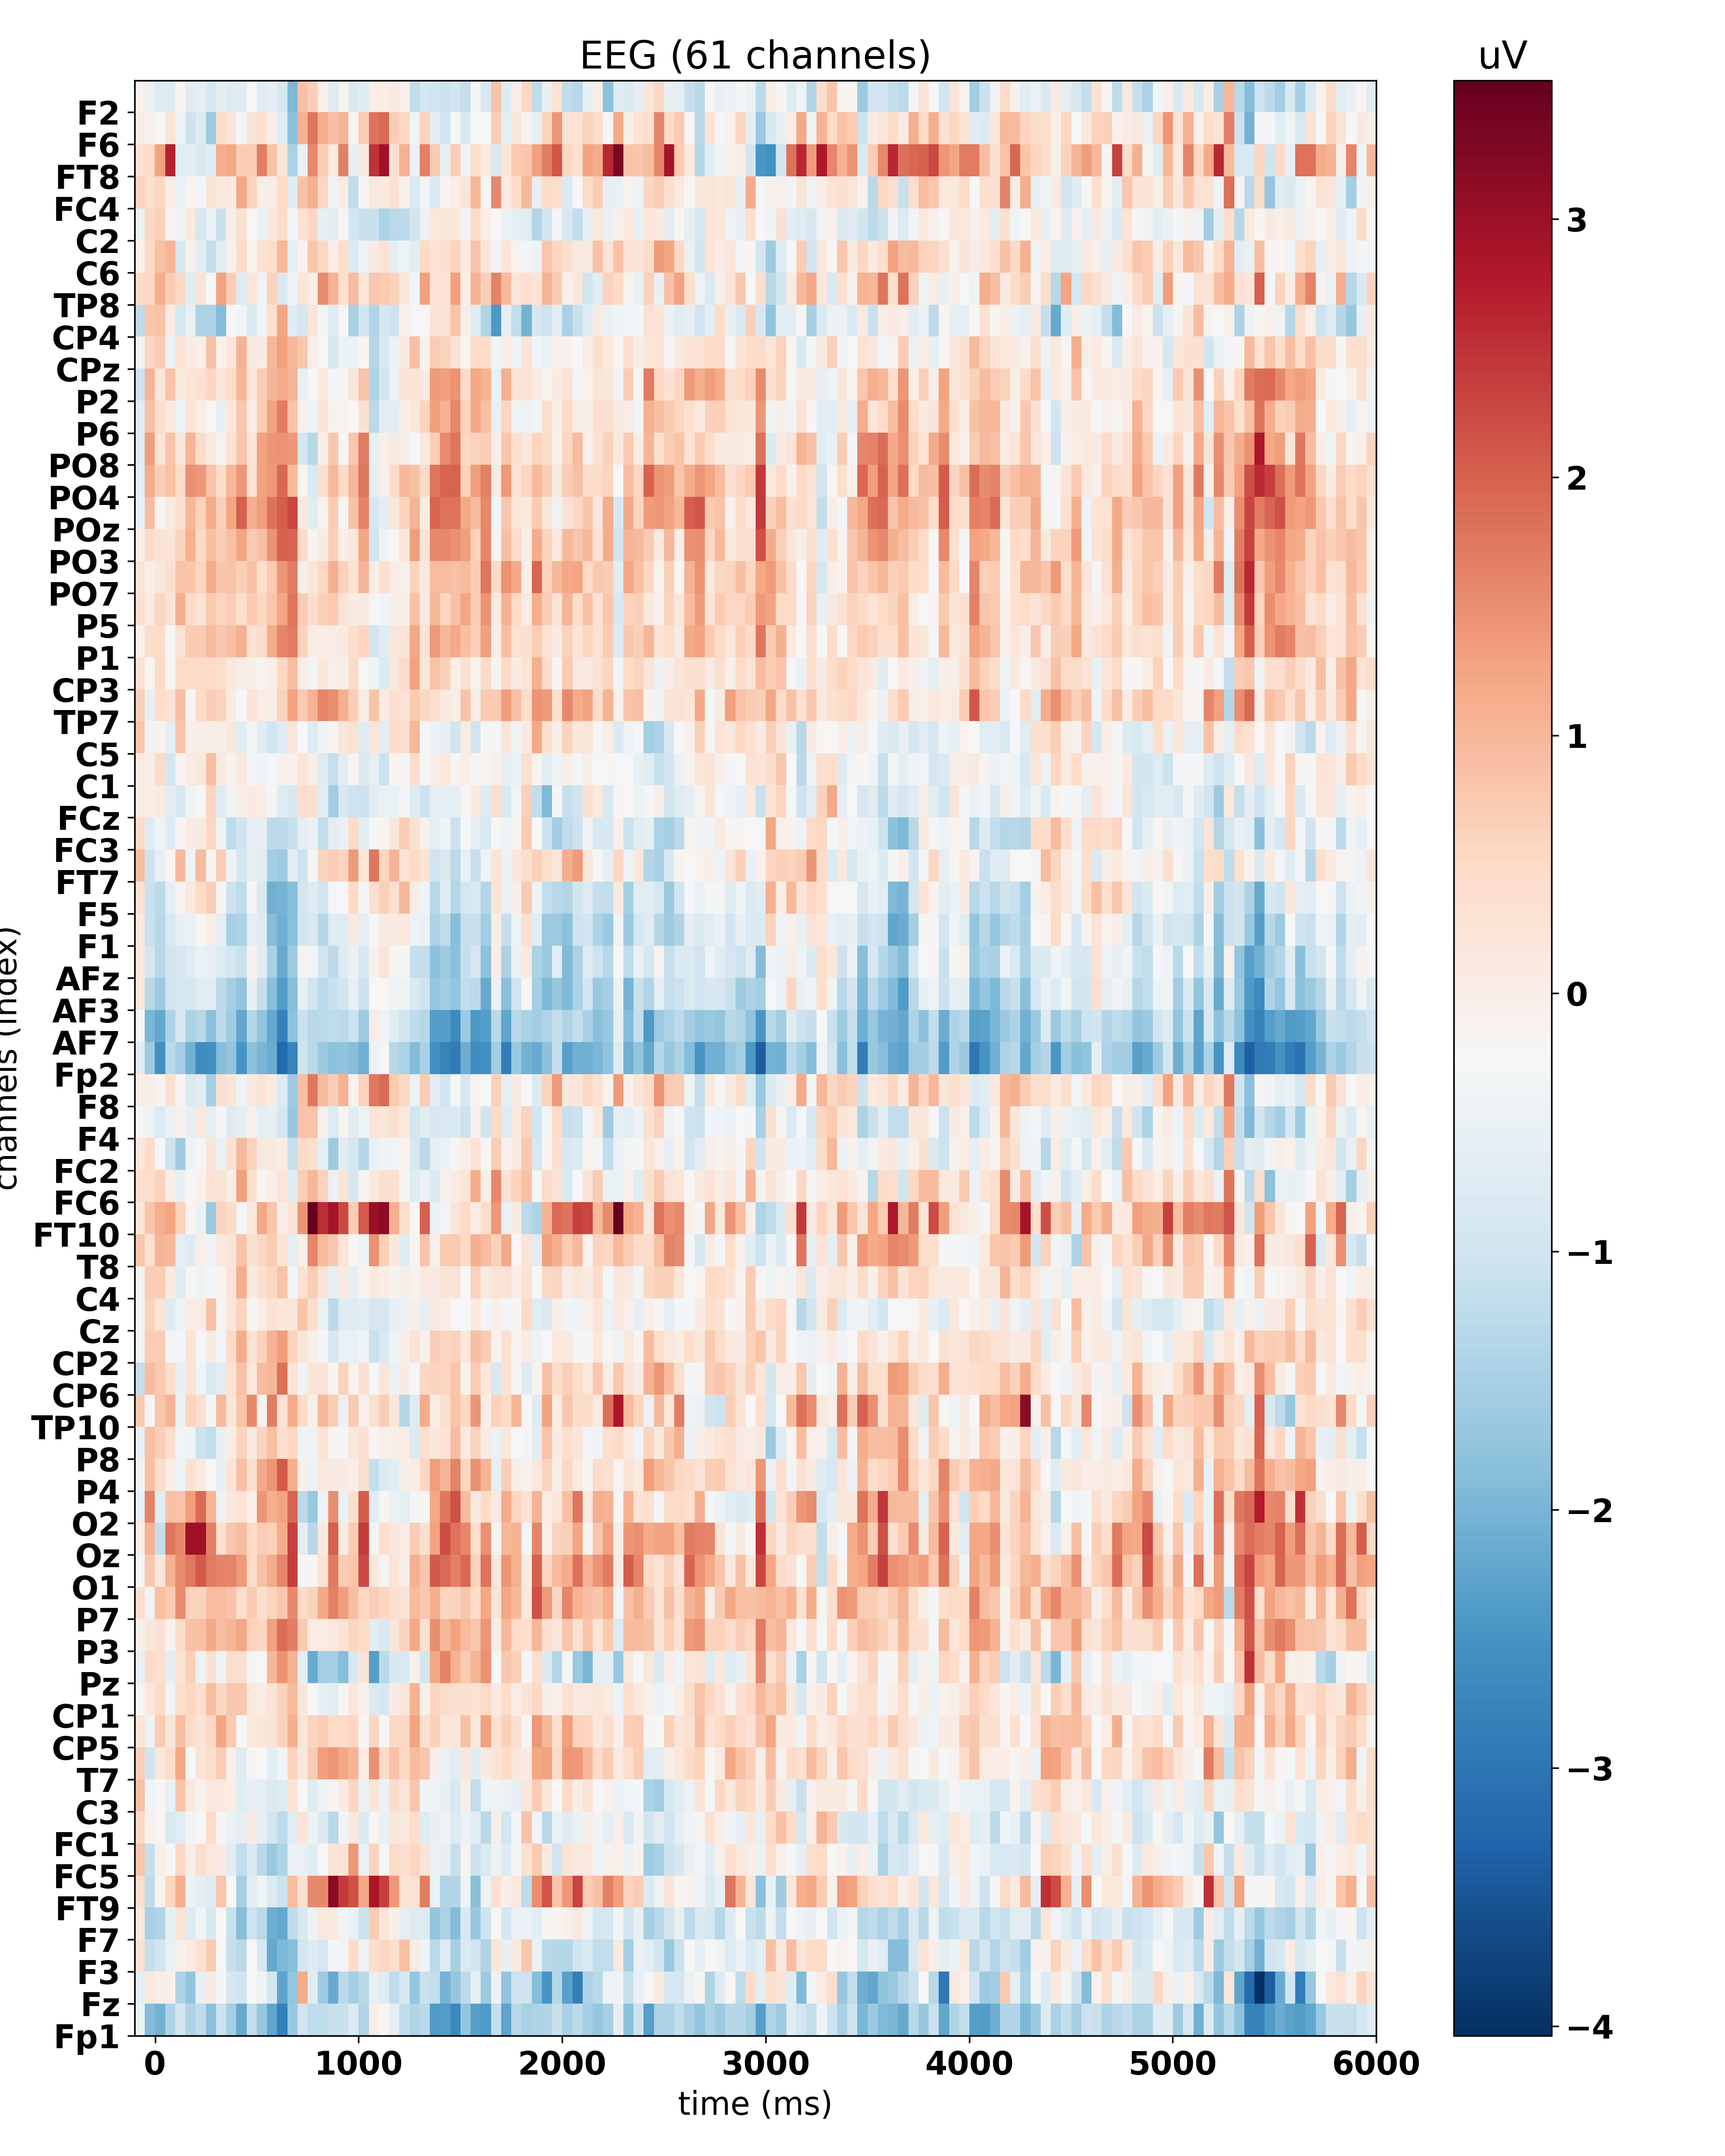 EEG (61 channels)
uV
F2
F6
FT8
FC4
C2
C6
TP8
CP4
CPz
P2
P6
PO8
PO4
POz
PO3
PO7
P5
P1
CP3
TP7
C5
C1
FCz
FC3
FT7
F5
F1
AFz
AF3
AF7
Fp2
F8
F4
FC2
FC6
FT10
T8
C4
Cz
CP2
CP6
TP10
P8
P4
O2
Oz
O1
P7
P3
Pz
CP1
CP5
T7
C3
FC1
FC5
FT9
F7
F3
Fz
Fp1
channels (index)
0 1000 2000 3000 4000 5000 6000
time (ms)
3
2
1
0
−1
−2
−3
−4